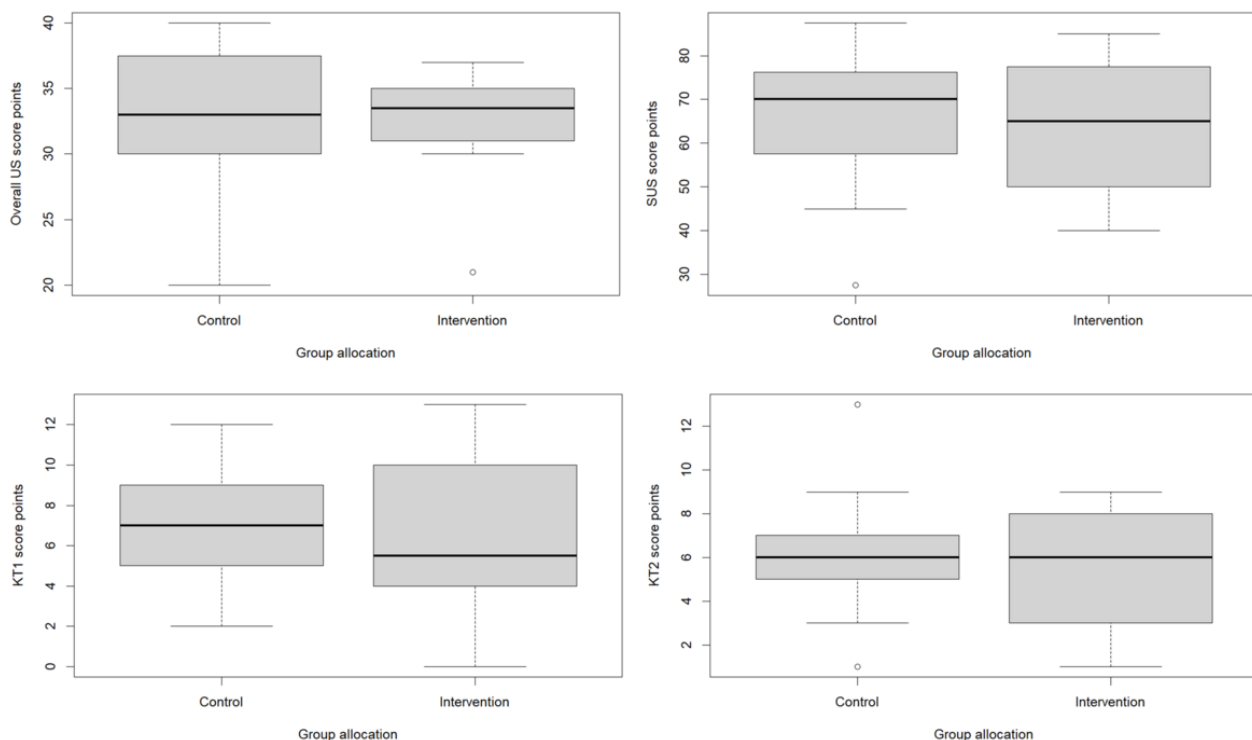 Overall US score points
40
35
30
25
20
Control
Intervention
Group allocation
SUS score points
80
70
60
50
40
30
Control
Intervention
Group allocation
KT1 score points
12
10
8
6
4
2
0
Control
Intervention
Group allocation
KT2 score points
12
10
8
6
4
2
Control
Intervention
Group allocation